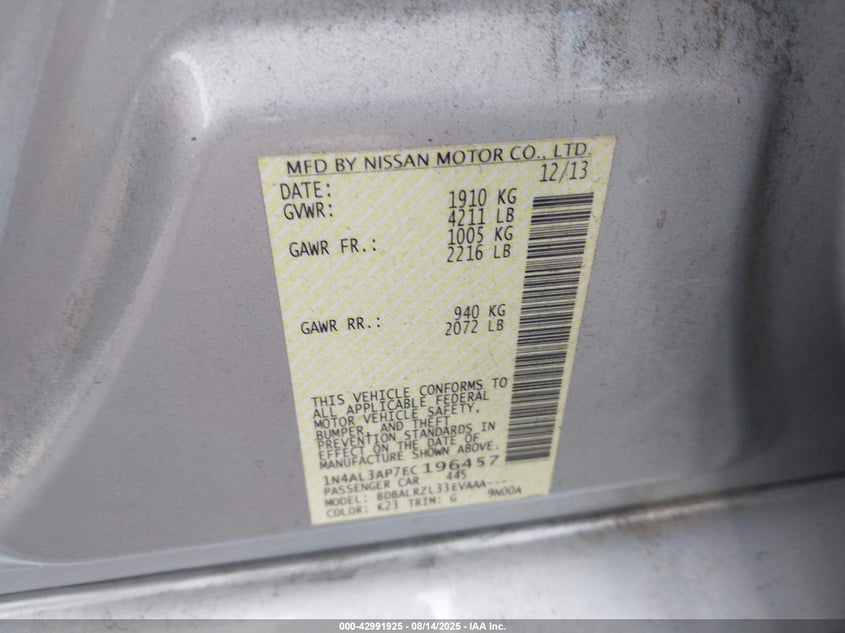 MFD BY NISSAN MOTOR CO., LTD.
DATE: 12/13
GVWR: 1910 KG
4211 LB
GAWR FR.: 1005 KG
2216 LB
GAWR RR.: 940 KG
2072 LB
THIS VEHICLE CONFORMS TO
ALL APPLICABLE FEDERAL
MOTOR VEHICLE SAFETY,
BUMPER, AND THEFT
PREVENTION STANDARDS IN
EFFECT ON THE DATE OF
MANUFACTURE SHOWN ABOVE.
1N4AL3AP7EC196457
PASSENGER CAR 445
MODEL: BDBALRZL33EVAAA---
COLOR: K23 TRIM: G 9N00A
000-42991925 - 08/14/2025 - IAA Inc.